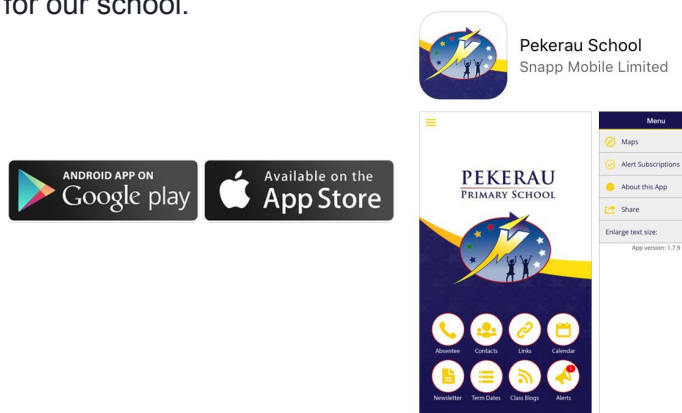 for our school.
Pekerau School
Snapp Mobile Limited
ANDROID APP ON
Google play
Available on the
App Store
PEKERAU
PRIMARY SCHOOL
Absentee
Contacts
Links
Calendar
Newsletter
Term Dates
Class Blogs
1
Alerts
Menu
Maps
Alert Subscriptions
About this App
Share
Enlarge text size:
App version: 1.7.9